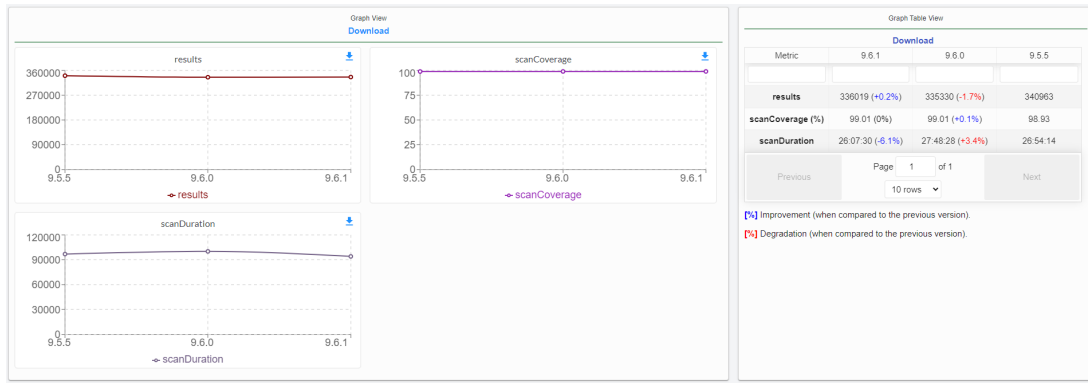 Graph View
Download
results
360000
270000
180000
90000
0
9.5.5 9.6.0 9.6.1
results
scanCoverage
100
75
50
25
0
9.5.5 9.6.0 9.6.1
scanCoverage
scanDuration
120000
90000
60000
30000
0
9.5.5 9.6.0 9.6.1
scanDuration
Graph Table View
Download
Metric 9.6.1 9.6.0 9.5.5
results 336019 (+0.2%) 335330 (-1.7%) 340963
scanCoverage (%) 99.01 (0%) 99.01 (+0.1%) 98.93
scanDuration 26:07:30 (-6.1%) 27:48:28 (+3.4%) 26:54:14
Previous Page 1 of 1 Next
10 rows
[%] Improvement (when compared to the previous version).
[%] Degradation (when compared to the previous version).